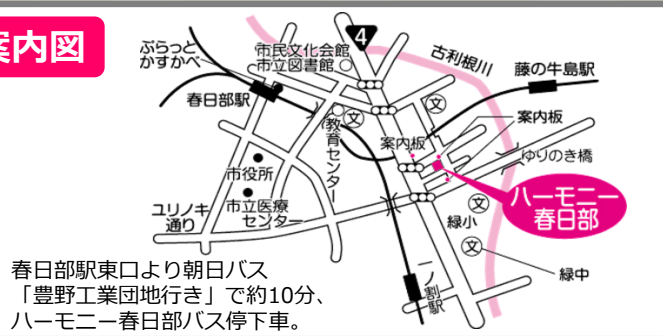 案内図
ぶらっと
かすかべ
市民文化会館
市立図書館
4
古利根川
藤の牛島駅
春日部駅
文
文
教育センター
案内板
案内板
ゆりのき橋
市役所
市立医療
センター
ユリノキ
通り
ハーモニー
春日部
緑小
文
文
緑中
一ノ割駅
春日部駅東口より朝日バス
「豊野工業団地行き」で約10分、
ハーモニー春日部バス停下車。